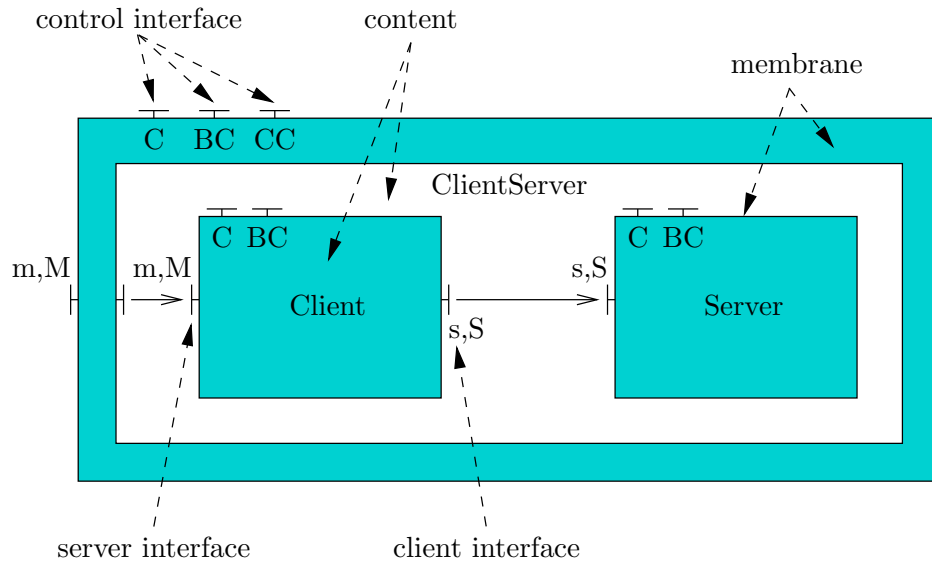 control interface
content
membrane
C BC CC
ClientServer
C BC
C BC
m,M
m,M
s,S
Client
Server
s,S
server interface
client interface